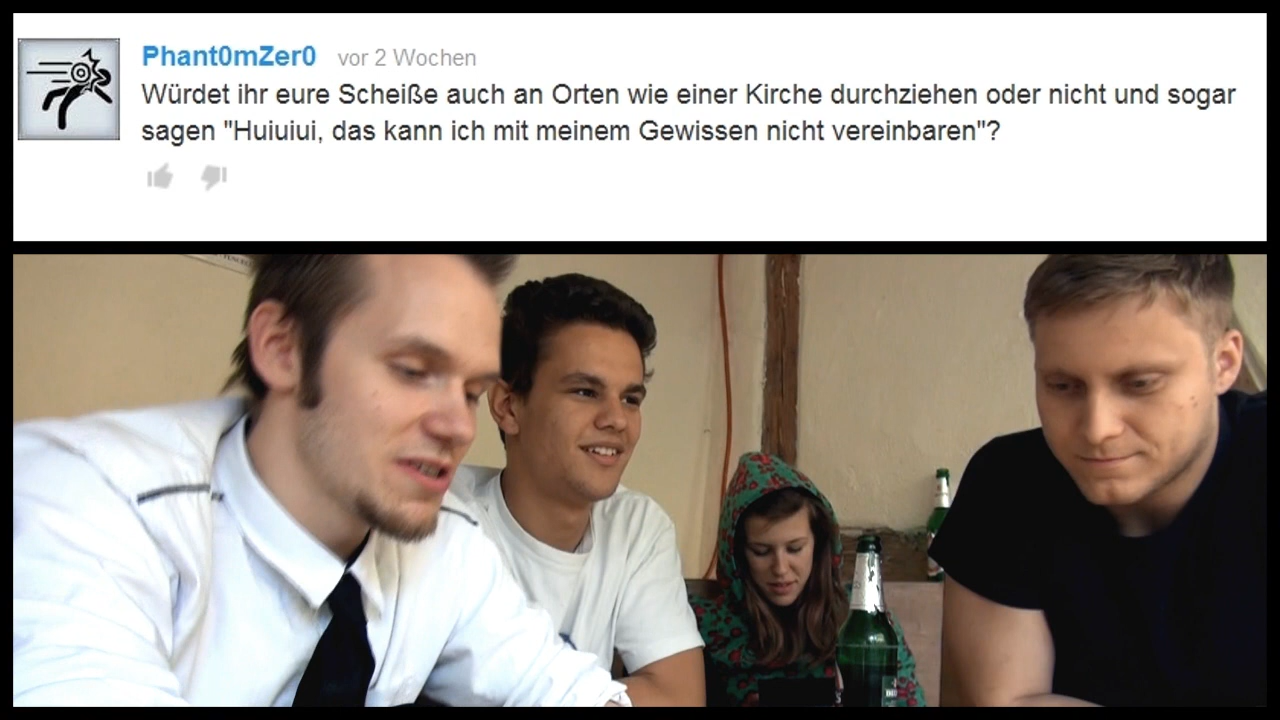 Phant0mZer0 vor 2 Wochen
Würdet ihr eure Scheiße auch an Orten wie einer Kirche durchziehen oder nicht und sogar
sagen "Huiuiui, das kann ich mit meinem Gewissen nicht vereinbaren"?